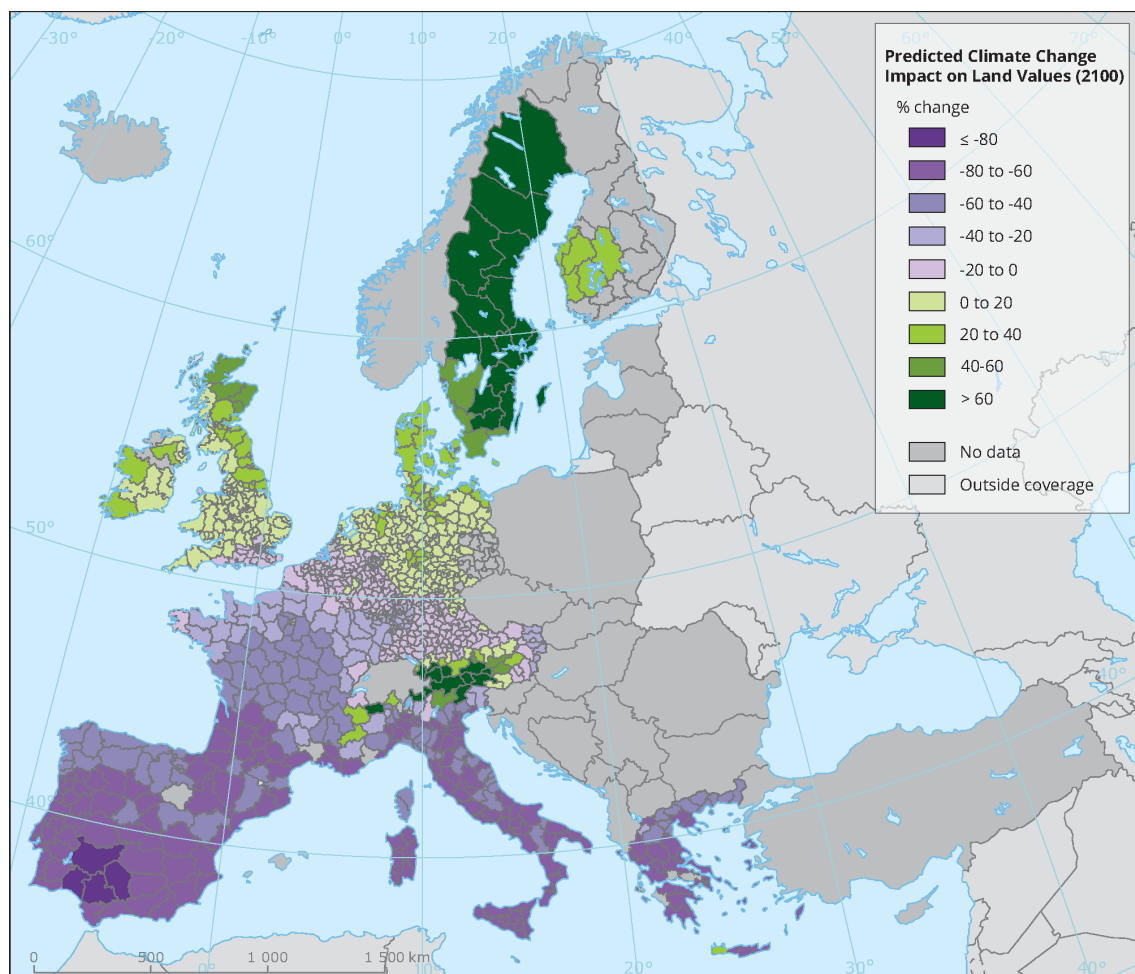 -30°
-20°
-10°
0°
10°
20°
30°
40°
50°
60°
70°
Predicted Climate Change
Impact on Land Values (2100)
% change
≤ -80
-80 to -60
-60 to -40
-40 to -20
-20 to 0
0 to 20
20 to 40
40-60
> 60
No data
Outside coverage
60°
50°
40°
40°
0
500
1 000
1 500 km
0°
10°
20°
30°
40°